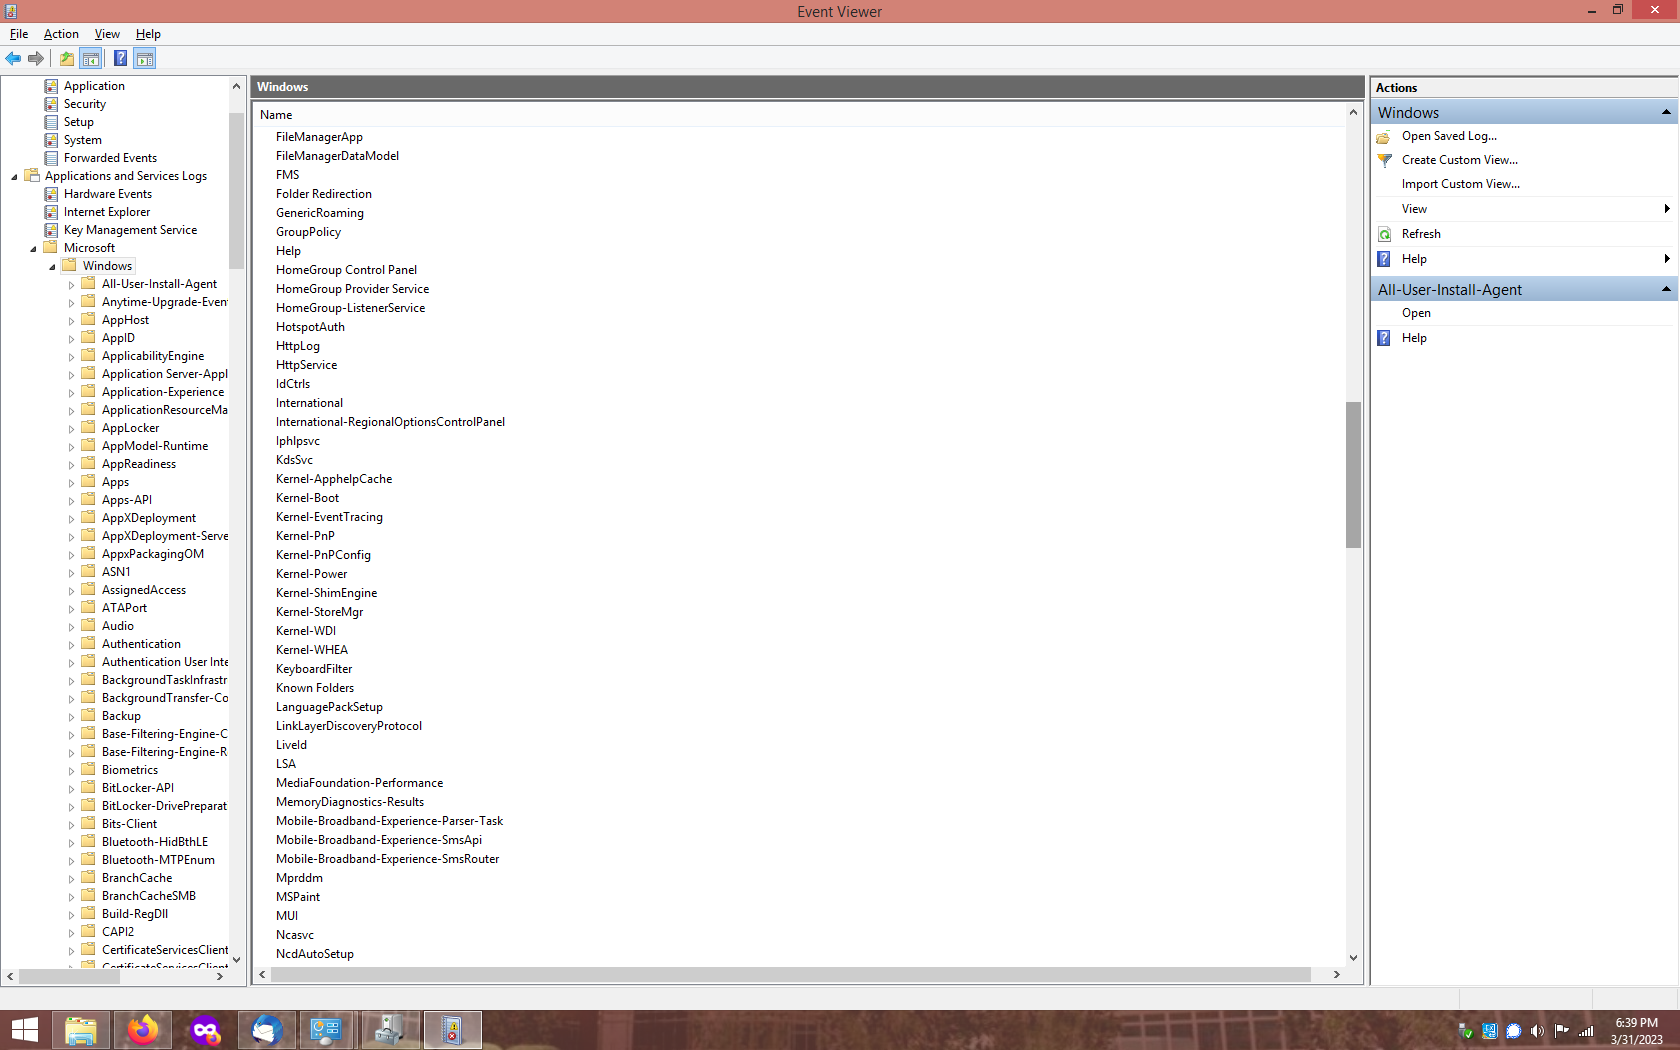 Event Viewer
File Action View Help
Application
Security
Setup
System
Forwarded Events
Applications and Services Logs
Hardware Events
Internet Explorer
Key Management Service
Microsoft
Windows
All-User-Install-Agent
Anytime-Upgrade-Even
AppHost
AppID
ApplicabilityEngine
Application Server-Appl
Application-Experience
ApplicationResourceMa
AppLocker
AppModel-Runtime
AppReadiness
Apps
Apps-API
AppXDeployment
AppXDeployment-Serve
AppxPackagingOM
ASN1
AssignedAccess
ATAPort
Audio
Authentication
Authentication User Inte
BackgroundTaskInfrastr
BackgroundTransfer-Co
Backup
Base-Filtering-Engine-C
Base-Filtering-Engine-R
Biometrics
BitLocker-API
BitLocker-DrivePreparat
Bits-Client
Bluetooth-HidBthLE
Bluetooth-MTPEnum
BranchCache
BranchCacheSMB
Build-RegDll
CAPI2
CertificateServicesClient
CertificateServicesClient
Windows
Name
FileManagerApp
FileManagerDataModel
FMS
Folder Redirection
GenericRoaming
GroupPolicy
Help
HomeGroup Control Panel
HomeGroup Provider Service
HomeGroup-ListenerService
HotspotAuth
HttpLog
HttpService
IdCtrls
International
International-RegionalOptionsControlPanel
Iphlpsvc
KdsSvc
Kernel-ApphelpCache
Kernel-Boot
Kernel-EventTracing
Kernel-PnP
Kernel-PnPConfig
Kernel-Power
Kernel-ShimEngine
Kernel-StoreMgr
Kernel-WDI
Kernel-WHEA
KeyboardFilter
Known Folders
LanguagePackSetup
LinkLayerDiscoveryProtocol
LiveId
LSA
MediaFoundation-Performance
MemoryDiagnostics-Results
Mobile-Broadband-Experience-Parser-Task
Mobile-Broadband-Experience-SmsApi
Mobile-Broadband-Experience-SmsRouter
Mprddm
MSPaint
MUI
Ncasvc
NcdAutoSetup
Actions
Windows
Open Saved Log...
Create Custom View...
Import Custom View...
View
Refresh
Help
All-User-Install-Agent
Open
Help
6:39 PM
3/31/2023